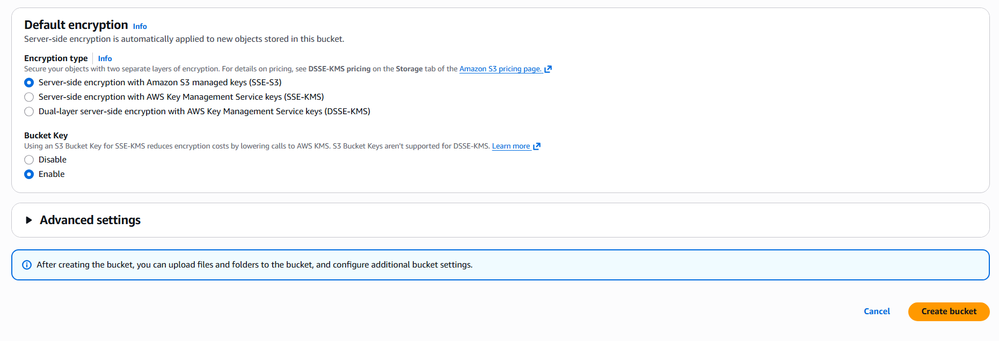 Default encryption Info
Server-side encryption is automatically applied to new objects stored in this bucket.
Encryption type Info
Secure your objects with two separate layers of encryption. For details on pricing, see DSSE-KMS pricing on the Storage tab of the Amazon S3 pricing page.
Server-side encryption with Amazon S3 managed keys (SSE-S3)
Server-side encryption with AWS Key Management Service keys (SSE-KMS)
Dual-layer server-side encryption with AWS Key Management Service keys (DSSE-KMS)
Bucket Key
Using an S3 Bucket Key for SSE-KMS reduces encryption costs by lowering calls to AWS KMS. S3 Bucket Keys aren't supported for DSSE-KMS. Learn more
Disable
Enable
Advanced settings
After creating the bucket, you can upload files and folders to the bucket, and configure additional bucket settings.
Cancel Create bucket